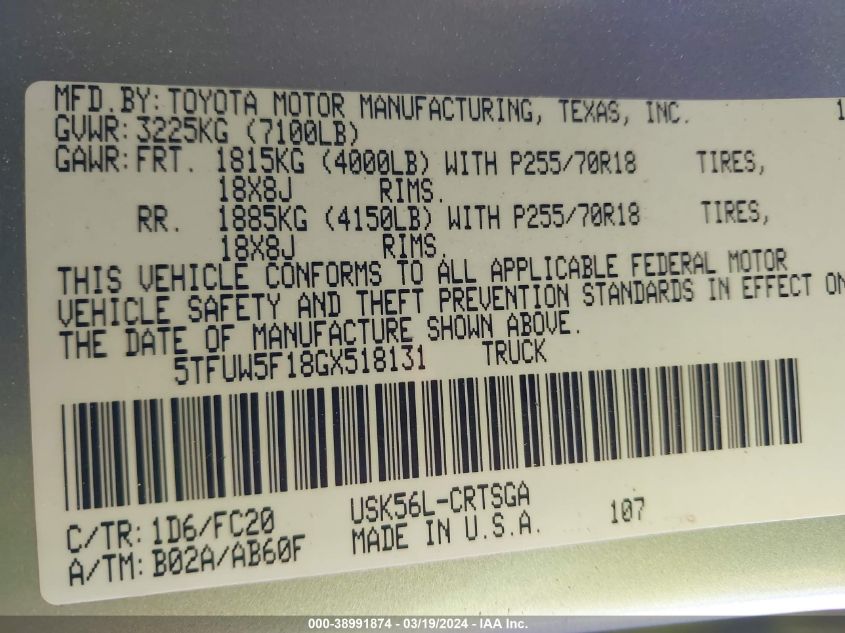 MFD.BY: TOYOTA MOTOR MANUFACTURING, TEXAS, INC. 1
GVWR: 3225KG (7100LB)
GAWR: FRT. 1815KG (4000LB) WITH P255/70R18 TIRES,
18X8J RIMS.
RR. 1885KG (4150LB) WITH P255/70R18 TIRES,
18X8J RIMS.
THIS VEHICLE CONFORMS TO ALL APPLICABLE FEDERAL MOTOR
VEHICLE SAFETY AND THEFT PREVENTION STANDARDS IN EFFECT ON
THE DATE OF MANUFACTURE SHOWN ABOVE.
5TFUW5F18GX518131 TRUCK
USK56L-CRTSGA 107
C/TR: 1D6/FC20
MADE IN U.S.A.
A/TM: B02A/AB60F
000-38991874 - 03/19/2024 - IAA Inc.